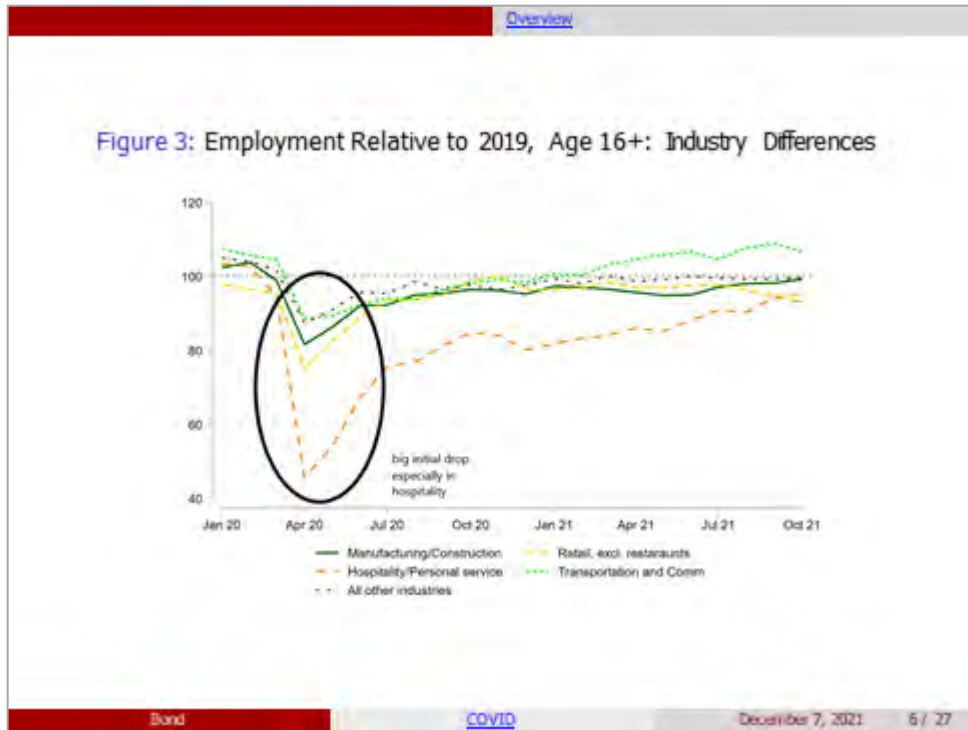 Overview
Figure 3: Employment Relative to 2019, Age 16+: Industry Differences
120
100
80
60
40
big initial drop
especially in
hospitality
Jan 20 Apr 20 Jul 20 Oct 20 Jan 21 Apr 21 Jul 21 Oct 21
Manufacturing/Construction Retail, excl. restaraunts
Hospitality/Personal service Transportation and Comm
All other industries
Bond COVID December 7, 2021 6 / 27